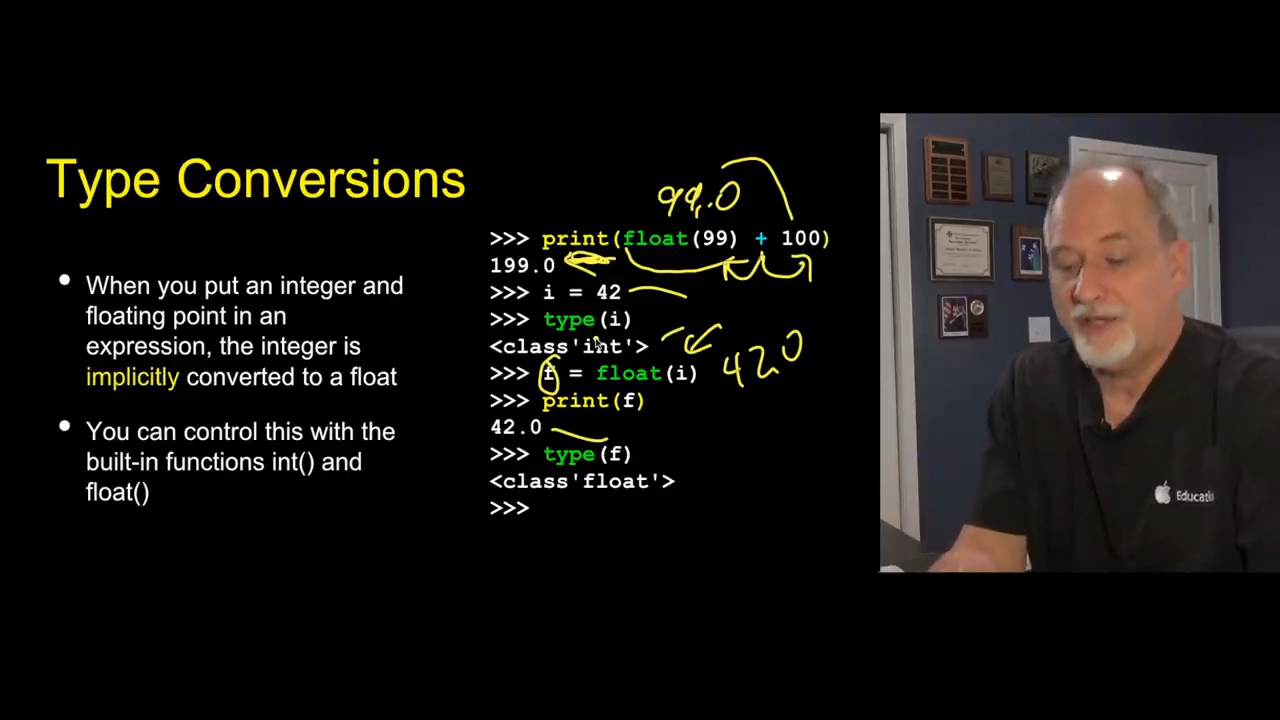 Type Conversions
• When you put an integer and
floating point in an
expression, the integer is
implicitly converted to a float
• You can control this with the
built-in functions int() and
float()
99.0
>>> print(float(99) + 100)
199.0
>>> i = 42
>>> type(i)
<class'int'>
>>> f = float(i)
42.0
>>> print(f)
42.0
>>> type(f)
<class'float'>
>>>